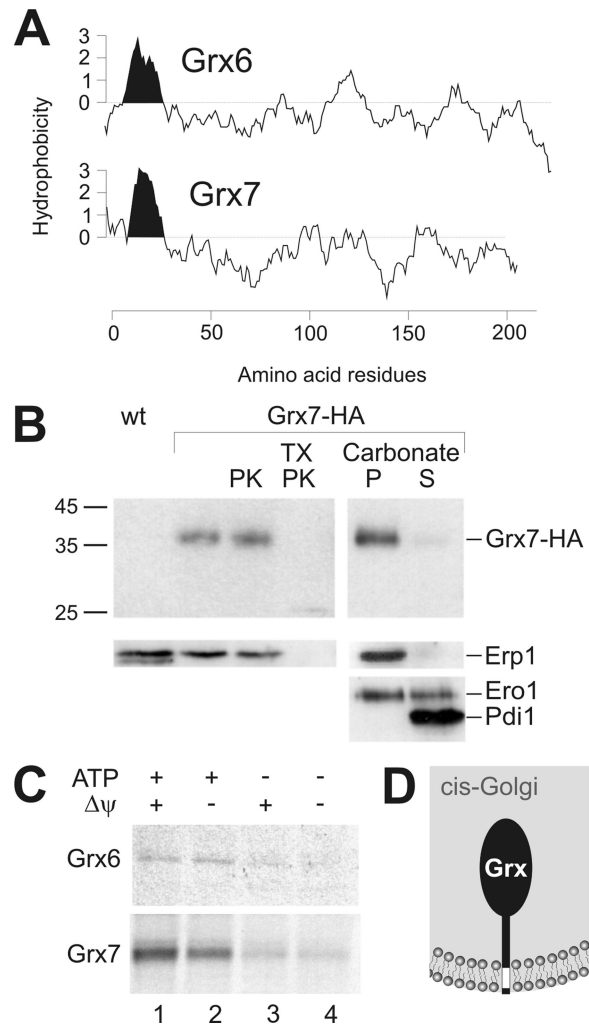 A
3
2
1
0
Grx6
Hydrophobicity
3
2
1
0
Grx7
0 50 100 150 200
Amino acid residues
B
wt Grx7-HA
TX Carbonate
PK PK P S
45
35
25
Grx7-HA
Erp1
Ero1
Pdi1
C
ATP + + - -
Δψ + - + -
Grx6
Grx7
1 2 3 4
D
cis-Golgi
Grx